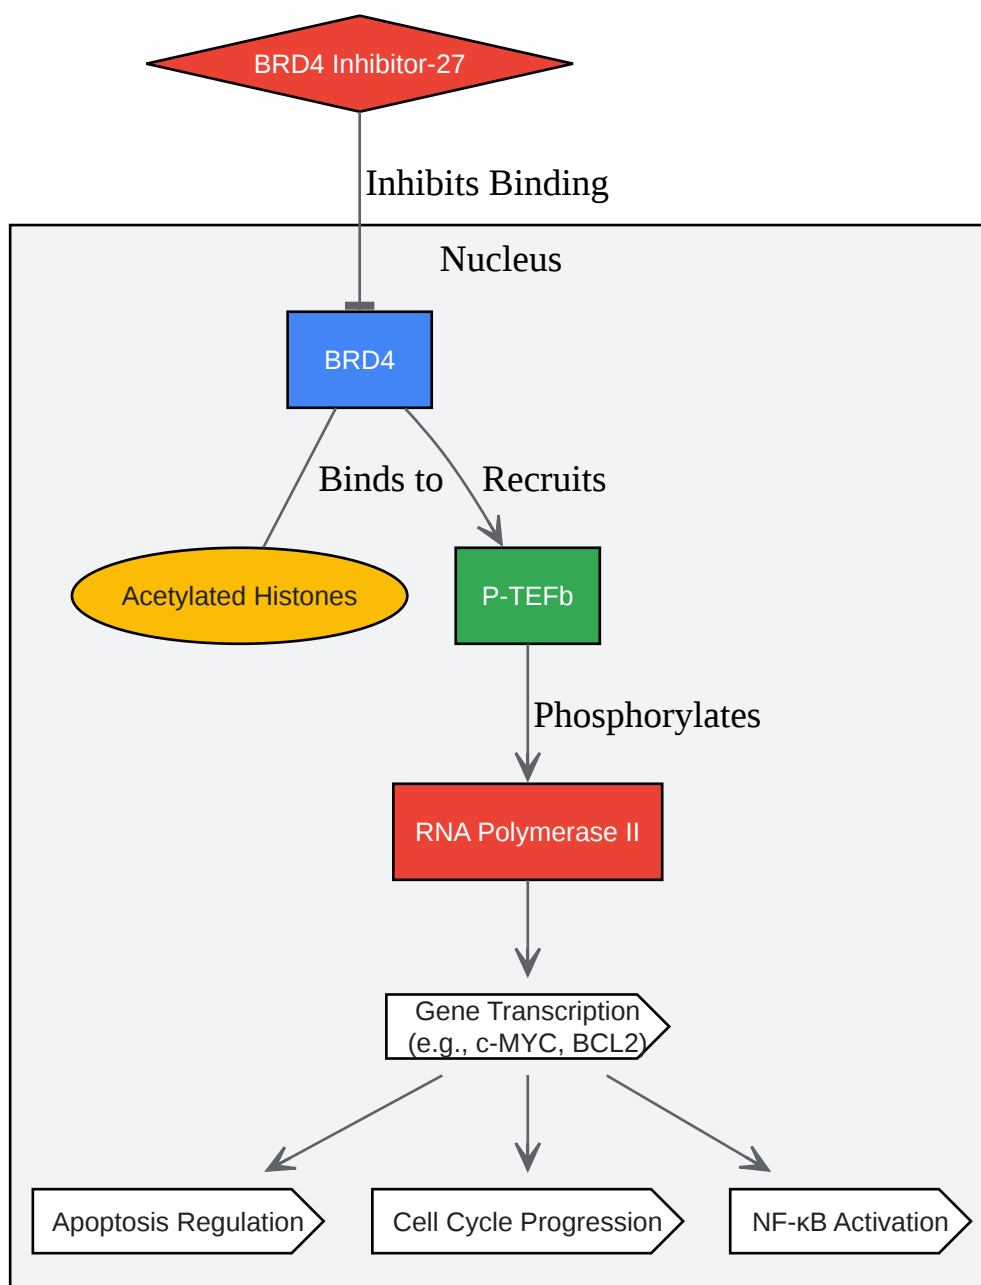 BRD4 Inhibitor-27
Inhibits Binding
Nucleus
BRD4
Binds to
Recruits
Acetylated Histones
P-TEFb
Phosphorylates
RNA Polymerase II
Gene Transcription
(e.g., c-MYC, BCL2)
Apoptosis Regulation
Cell Cycle Progression
NF-κB Activation